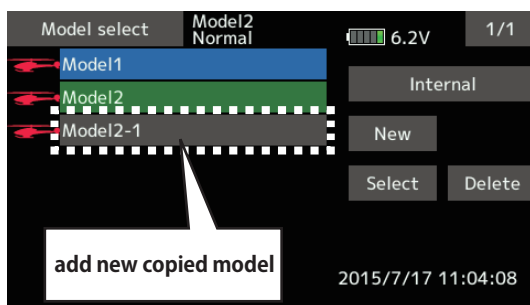 Model select
Model2
Normal
6.2V
1/1
Model1
Model2
Model2-1
Internal
New
Select
Delete
add new copied model
2015/7/17 11:04:08